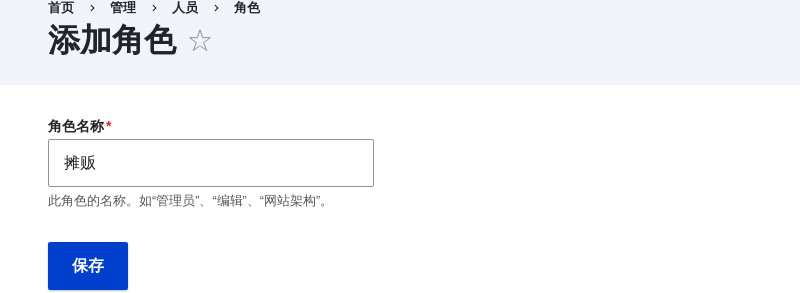 首页 › 管理 › 人员 › 角色
添加角色 ☆
角色名称*
摊贩
此角色的名称。如“管理员”、“编辑”、“网站架构”。
保存